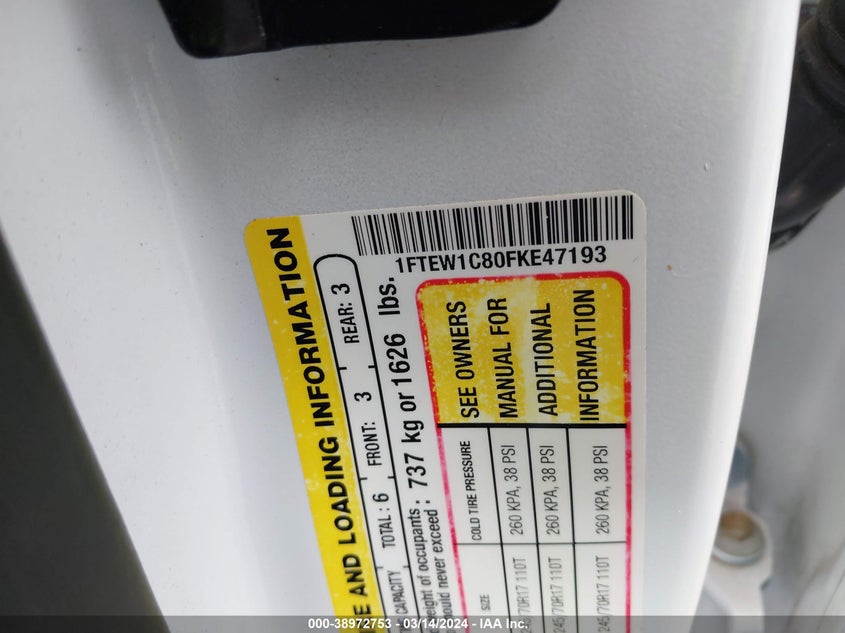 1FTEW1C80FKE47193
AND LOADING INFORMATION
CAPACITY TOTAL: 6 FRONT: 3 REAR: 3
of occupants :
should never exceed : 737 kg or 1626 lbs.
SIZE COLD TIRE PRESSURE SEE OWNERS
MANUAL FOR
ADDITIONAL
INFORMATION
/70R17 110T 260 KPA, 38 PSI
245/70R17 110T 260 KPA, 38 PSI
245/70R17 110T 260 KPA, 38 PSI
000-38972753 - 03/14/2024 - IAA Inc.